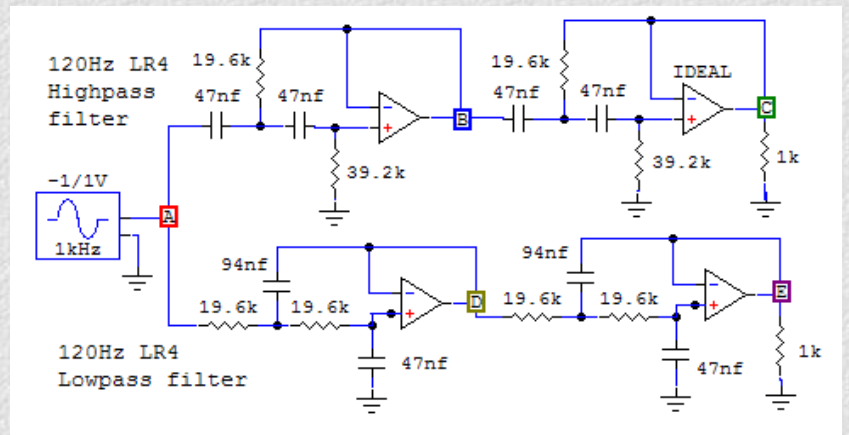 120Hz LR4
Highpass
filter
19.6k
47nf
47nf
39.2k
B
19.6k
47nf
47nf
IDEAL
39.2k
C
1k
-1/1V
1kHz
A
94nf
19.6k
19.6k
47nf
D
94nf
19.6k
19.6k
47nf
E
1k
120Hz LR4
Lowpass filter